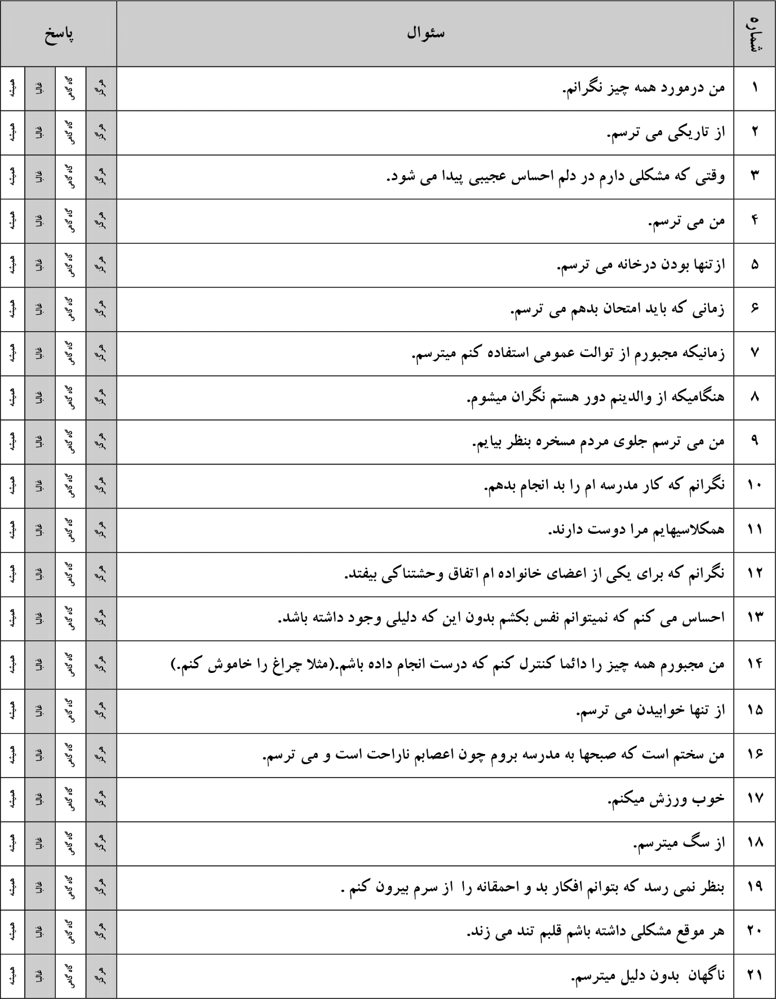 شماره سئوال پاسخ
۱ من درمورد همه چیز نگرانم. هرگز گاه گاهی غالبا همیشه
۲ از تاریکی می ترسم. هرگز گاه گاهی غالبا همیشه
۳ وقتی که مشکلی دارم در دلم احساس عجیبی پیدا می شود. هرگز گاه گاهی غالبا همیشه
۴ من می ترسم. هرگز گاه گاهی غالبا همیشه
۵ ازتنها بودن درخانه می ترسم. هرگز گاه گاهی غالبا همیشه
۶ زمانی که باید امتحان بدهم می ترسم. هرگز گاه گاهی غالبا همیشه
۷ زمانیکه مجبورم از توالت عمومی استفاده کنم میترسم. هرگز گاه گاهی غالبا همیشه
۸ هنگامیکه از والدینم دور هستم نگران میشوم. هرگز گاه گاهی غالبا همیشه
۹ من می ترسم جلوی مردم مسخره بنظر بیایم. هرگز گاه گاهی غالبا همیشه
۱۰ نگرانم که کار مدرسه ام را بد انجام بدهم. هرگز گاه گاهی غالبا همیشه
۱۱ همکلاسیهایم مرا دوست دارند. هرگز گاه گاهی غالبا همیشه
۱۲ نگرانم که برای یکی از اعضای خانواده ام اتفاق وحشتناکی بیفتد. هرگز گاه گاهی غالبا همیشه
۱۳ احساس می کنم که نمیتوانم نفس بکشم بدون این که دلیلی وجود داشته باشد. هرگز گاه گاهی غالبا همیشه
۱۴ من مجبورم همه چیز را دائما کنترل کنم که درست انجام داده باشم.(مثلا چراغ را خاموش کنم.) هرگز گاه گاهی غالبا همیشه
۱۵ از تنها خوابیدن می ترسم. هرگز گاه گاهی غالبا همیشه
۱۶ من سختم است که صبحها به مدرسه بروم چون اعصابم ناراحت است و می ترسم. هرگز گاه گاهی غالبا همیشه
۱۷ خوب ورزش میکنم. هرگز گاه گاهی غالبا همیشه
۱۸ از سگ میترسم. هرگز گاه گاهی غالبا همیشه
۱۹ بنظر نمی رسد که بتوانم افکار بد و احمقانه را از سرم بیرون کنم . هرگز گاه گاهی غالبا همیشه
۲۰ هر موقع مشکلی داشته باشم قلبم تند می زند. هرگز گاه گاهی غالبا همیشه
۲۱ ناگهان بدون دلیل میترسم. هرگز گاه گاهی غالبا همیشه